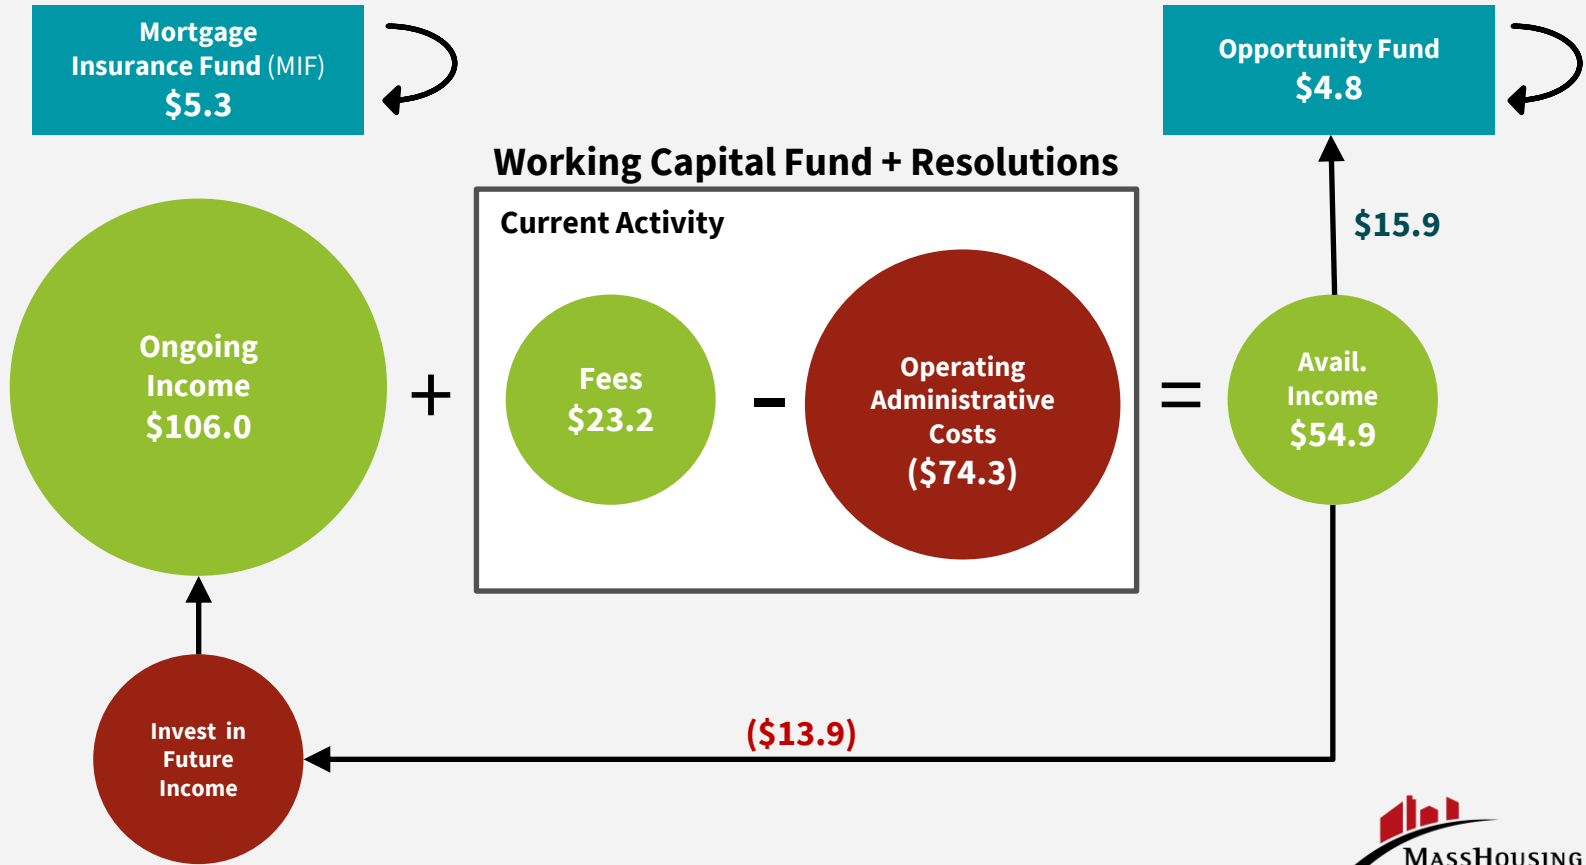 Mortgage
Insurance Fund (MIF)
$5.3
Opportunity Fund
$4.8
Working Capital Fund + Resolutions
Current Activity
$15.9
Ongoing
Income
$106.0
+
Fees
$23.2
-
Operating
Administrative
Costs
($74.3)
=
Avail.
Income
$54.9
Invest in
Future
Income
($13.9)
MASSHOUSING